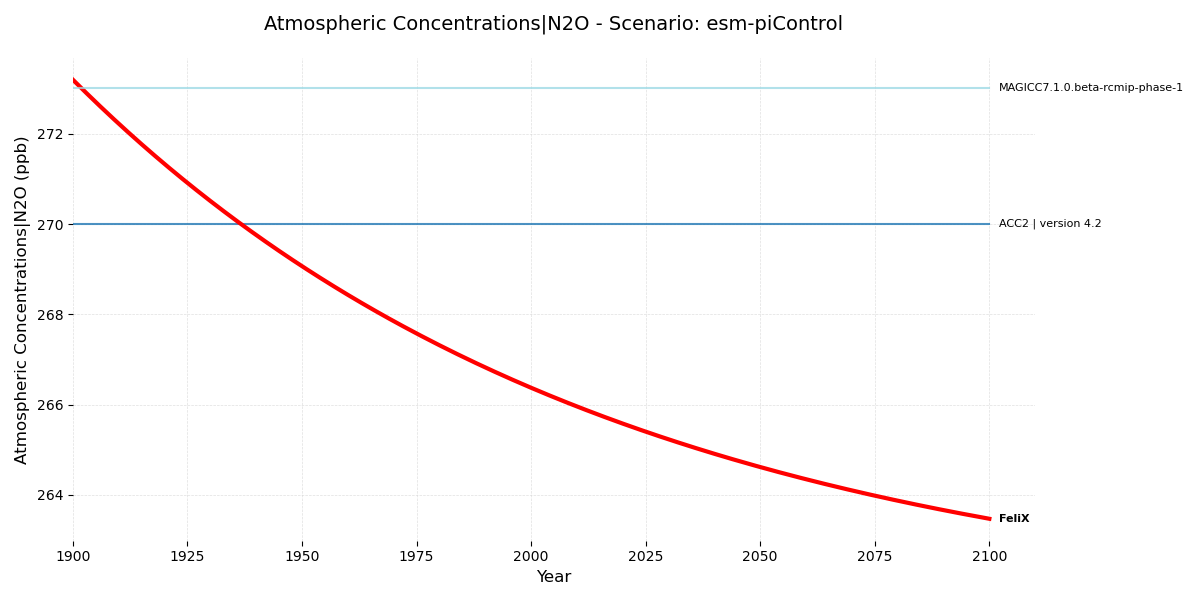 Atmospheric Concentrations|N2O - Scenario: esm-piControl
Atmospheric Concentrations|N2O (ppb)
272
270
268
266
264
MAGICC7.1.0.beta-rcmip-phase-1
ACC2 | version 4.2
FeliX
1900 1925 1950 1975 2000 2025 2050 2075 2100
Year